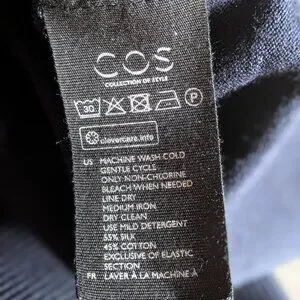 COS
COLLECTION OF STYLE
30 P
clevercare.info
US MACHINE WASH COLD
GENTLE CYCLE
ONLY NON-CHLORINE
BLEACH WHEN NEEDED
LINE DRY
MEDIUM IRON
DRY CLEAN
USE MILD DETERGENT
55% SILK
45% COTTON
EXCLUSIVE OF ELASTIC
SECTION
FR LAVER À LA MACHINE À